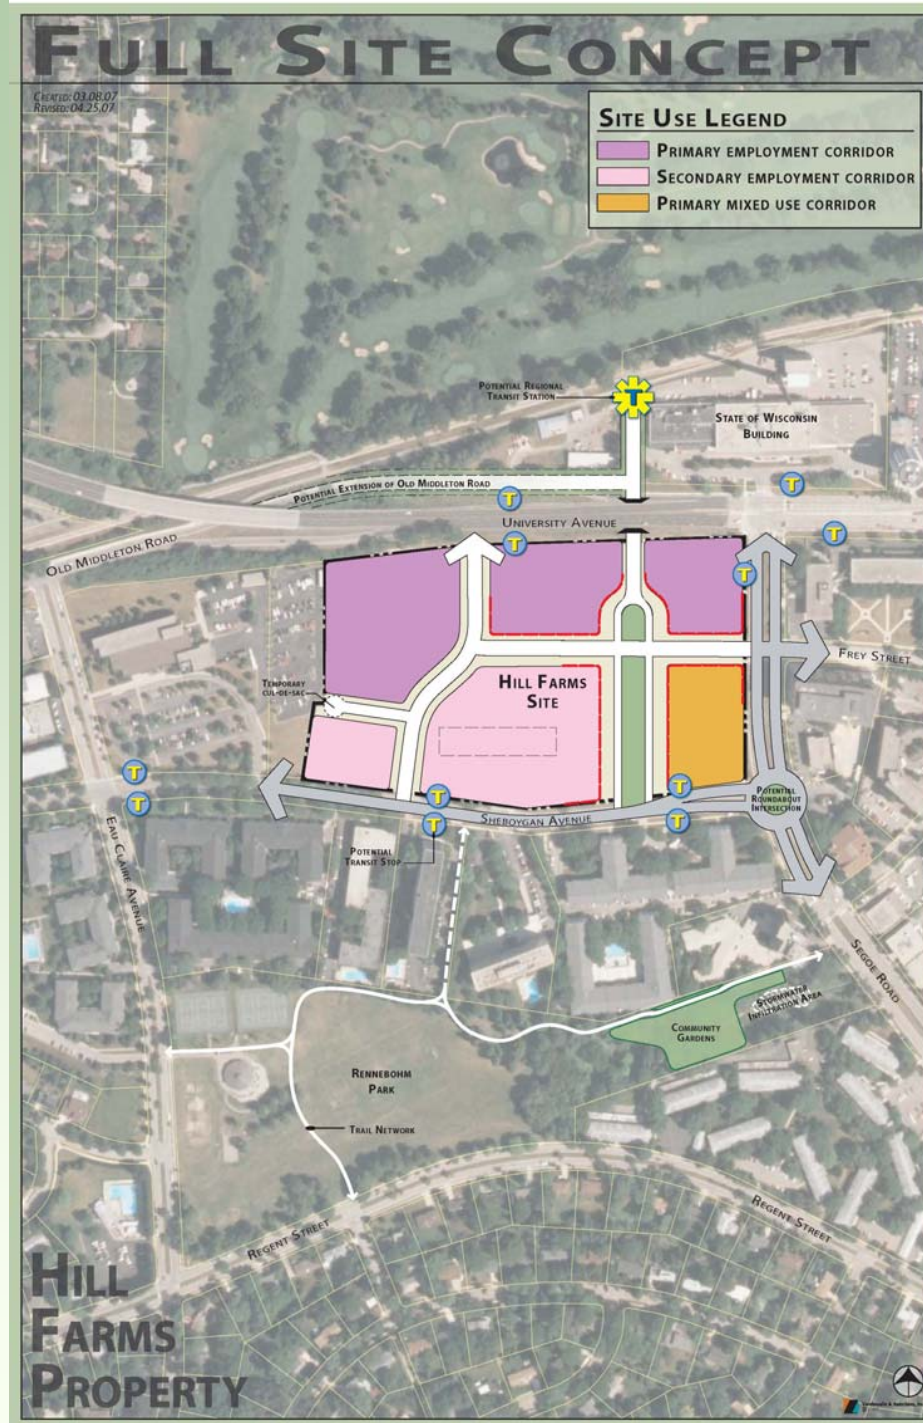 FULL SITE CONCEPT
CREATED: 03.08.07
REVISED: 04.25.07
SITE USE LEGEND
PRIMARY EMPLOYMENT CORRIDOR
SECONDARY EMPLOYMENT CORRIDOR
PRIMARY MIXED USE CORRIDOR
POTENTIAL REGIONAL
TRANSIT STATION
T
STATE OF WISCONSIN
BUILDING
POTENTIAL EXTENSION OF OLD MIDDLETON ROAD
T
T
UNIVERSITY AVENUE
T
T
OLD MIDDLETON ROAD
T
FREY STREET
TEMPORARY
CUL-DE-SAC
HILL FARMS
SITE
T
T
T
T
T
T
POTENTIAL
ROUNDABOUT
INTERSECTION
SHEBOYGAN AVENUE
EAU CLAIRE AVENUE
POTENTIAL
TRANSIT STOP
SEGOE ROAD
STORMWATER
INFILTRATION AREA
COMMUNITY
GARDENS
RENNEBOHM
PARK
TRAIL NETWORK
REGENT STREET
REGENT STREET
HILL
FARMS
PROPERTY